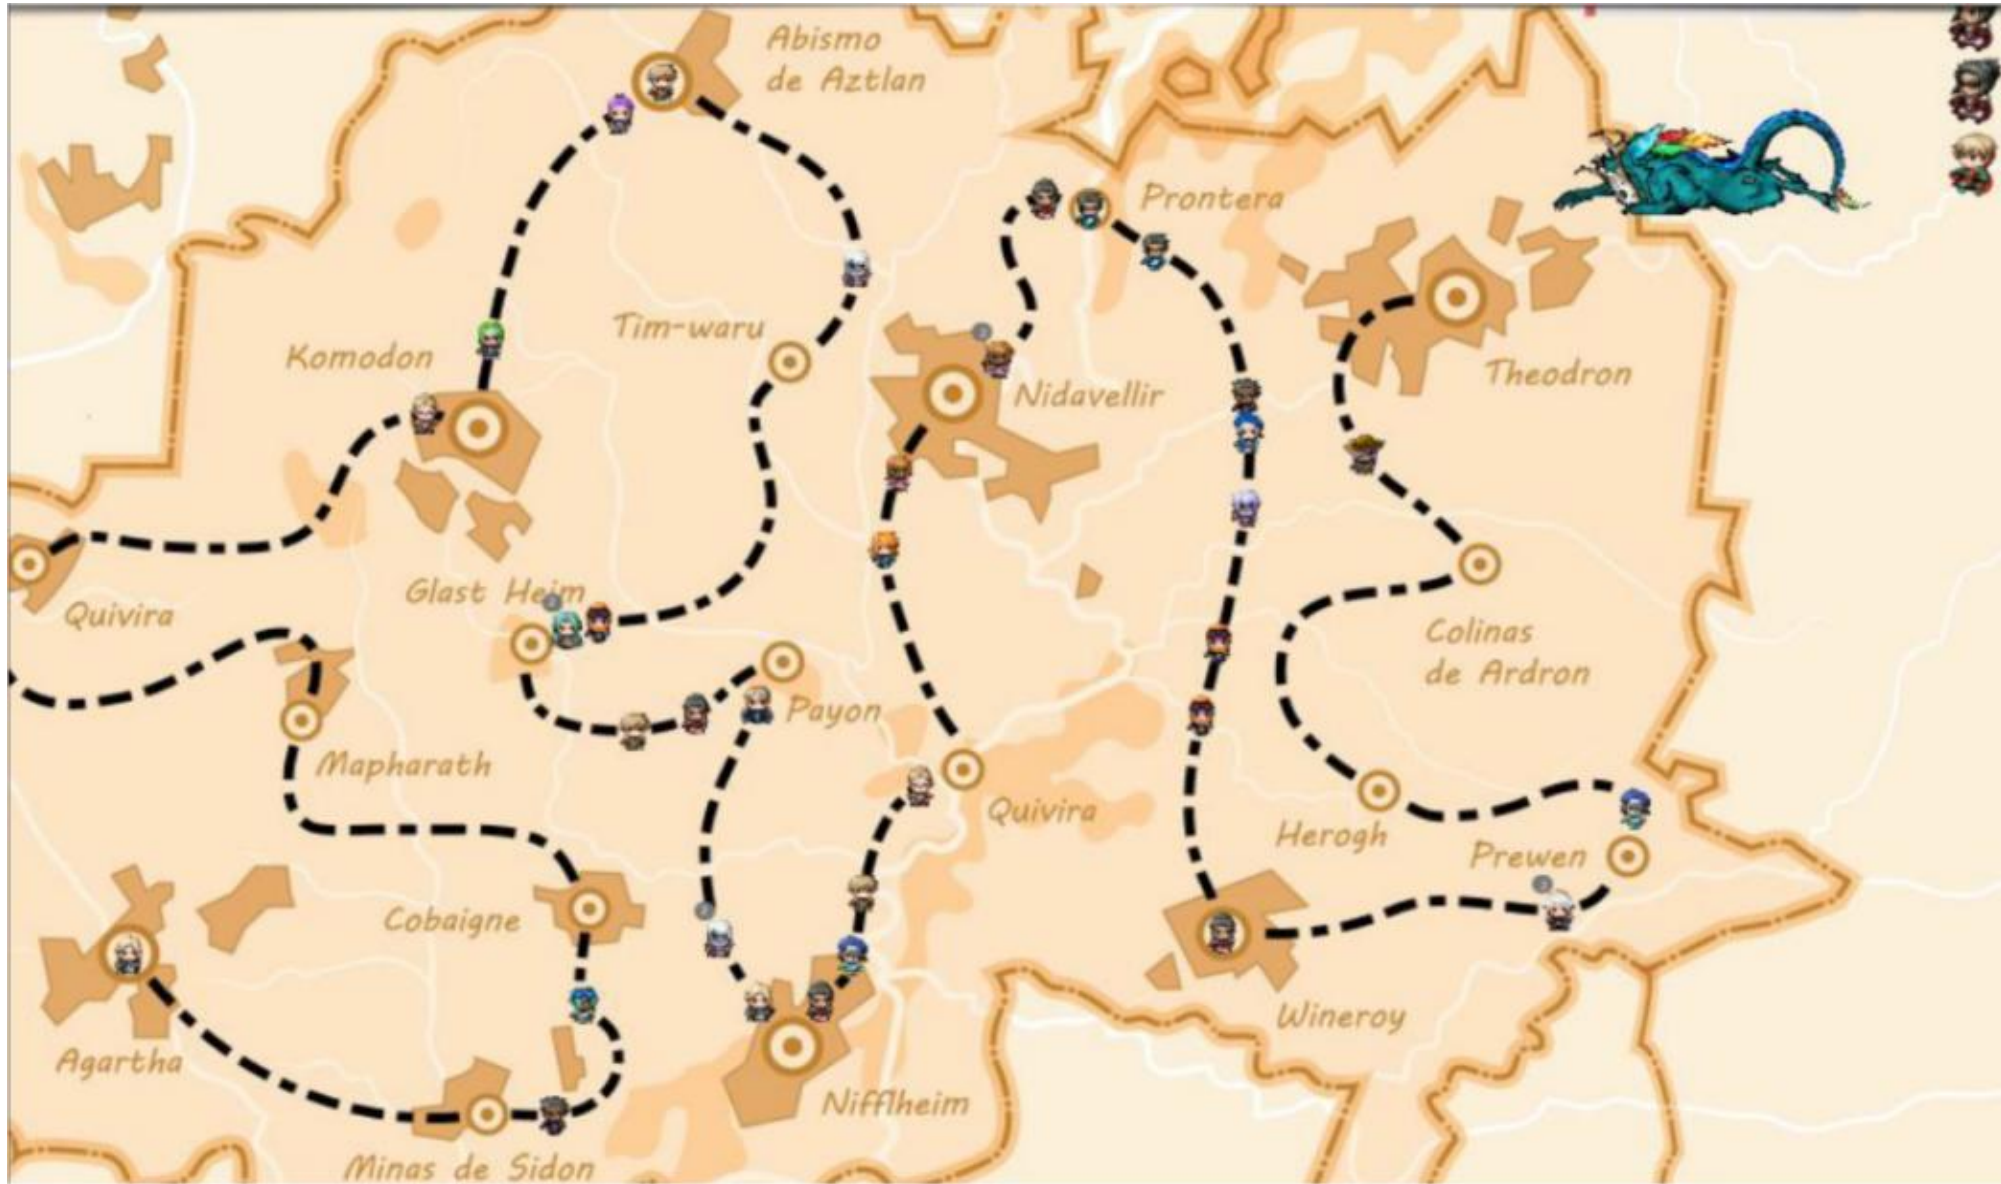 Abismo
de Aztlan
Prontera
Tim-waru
Komodon
Theodron
Nidavellir
Glast Heim
Quivira
Colinas
de Ardron
Payon
Mapharath
Quivira
Herogh
Prewen
Cobaigne
Wineroy
Agartha
Nifflheim
Minas de Sidon